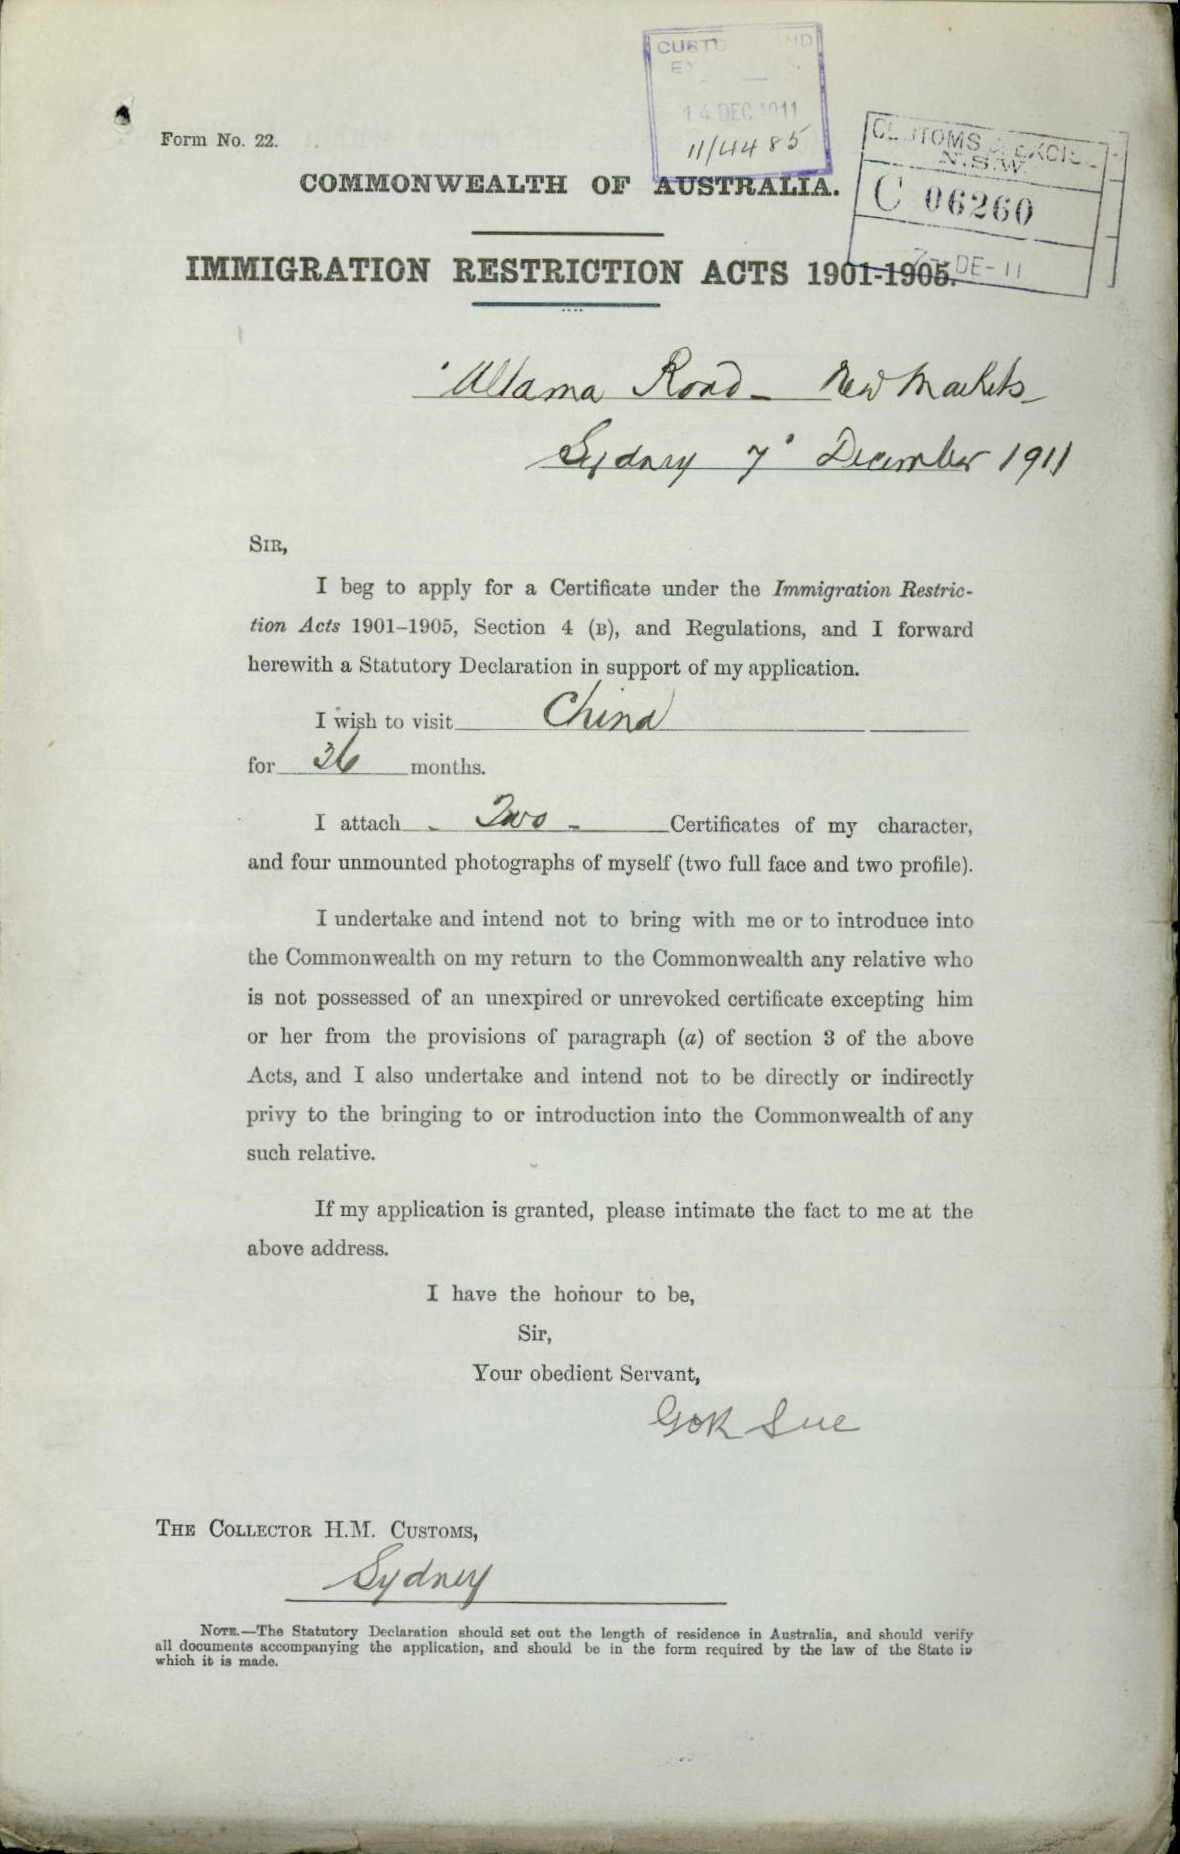 CUST
14 DEC 1911
11/4485
Form No. 22.
CUSTOMS & EXCISE
N.S.W.
C 06260
7 - DE - 11
COMMONWEALTH OF AUSTRALIA.
IMMIGRATION RESTRICTION ACTS 1901-1905.
Road - New Markets
Sydney 7 December 1911
SIR,
I beg to apply for a Certificate under the Immigration Restric-
tion Acts 1901–1905, Section 4 (B), and Regulations, and I forward
herewith a Statutory Declaration in support of my application.
I wish to visit China
for 36 months.
I attach - Two - Certificates of my character,
and four unmounted photographs of myself (two full face and two profile).
I undertake and intend not to bring with me or to introduce into
the Commonwealth on my return to the Commonwealth any relative who
is not possessed of an unexpired or unrevoked certificate excepting him
or her from the provisions of paragraph (a) of section 3 of the above
Acts, and I also undertake and intend not to be directly or indirectly
privy to the bringing to or introduction into the Commonwealth of any
such relative.
If my application is granted, please intimate the fact to me at the
above address.
I have the honour to be,
Sir,
Your obedient Servant,
Gok Sue
THE COLLECTOR H.M. CUSTOMS,
Sydney
NOTE.—The Statutory Declaration should set out the length of residence in Australia, and should verify
all documents accompanying the application, and should be in the form required by the law of the State in
which it is made.